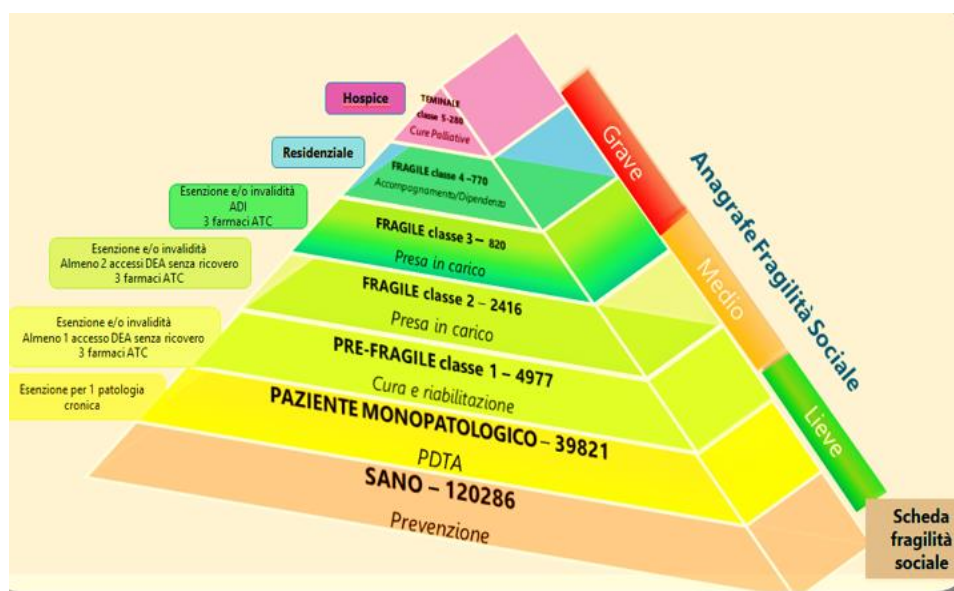 Hospice
TEMINALE
classe 5-280
Cure Palliative
Residenziale
FRAGILE classe 4 –770
Accompagnamento/Dipendenza
Esenzione e/o invalidità
ADI
3 farmaci ATC
FRAGILE classe 3 – 820
Presa in carico
Esenzione e/o invalidità
Almeno 2 accessi DEA senza ricovero
3 farmaci ATC
FRAGILE classe 2 – 2416
Presa in carico
Esenzione e/o invalidità
Almeno 1 accesso DEA senza ricovero
3 farmaci ATC
PRE-FRAGILE classe 1 – 4977
Cura e riabilitazione
Esenzione per 1 patologia
cronica
PAZIENTE MONOPATOLOGICO – 39821
PDTA
SANO – 120286
Prevenzione
Grave
Medio
Lieve
Anagrafe Fragilità Sociale
Scheda
fragilità
sociale